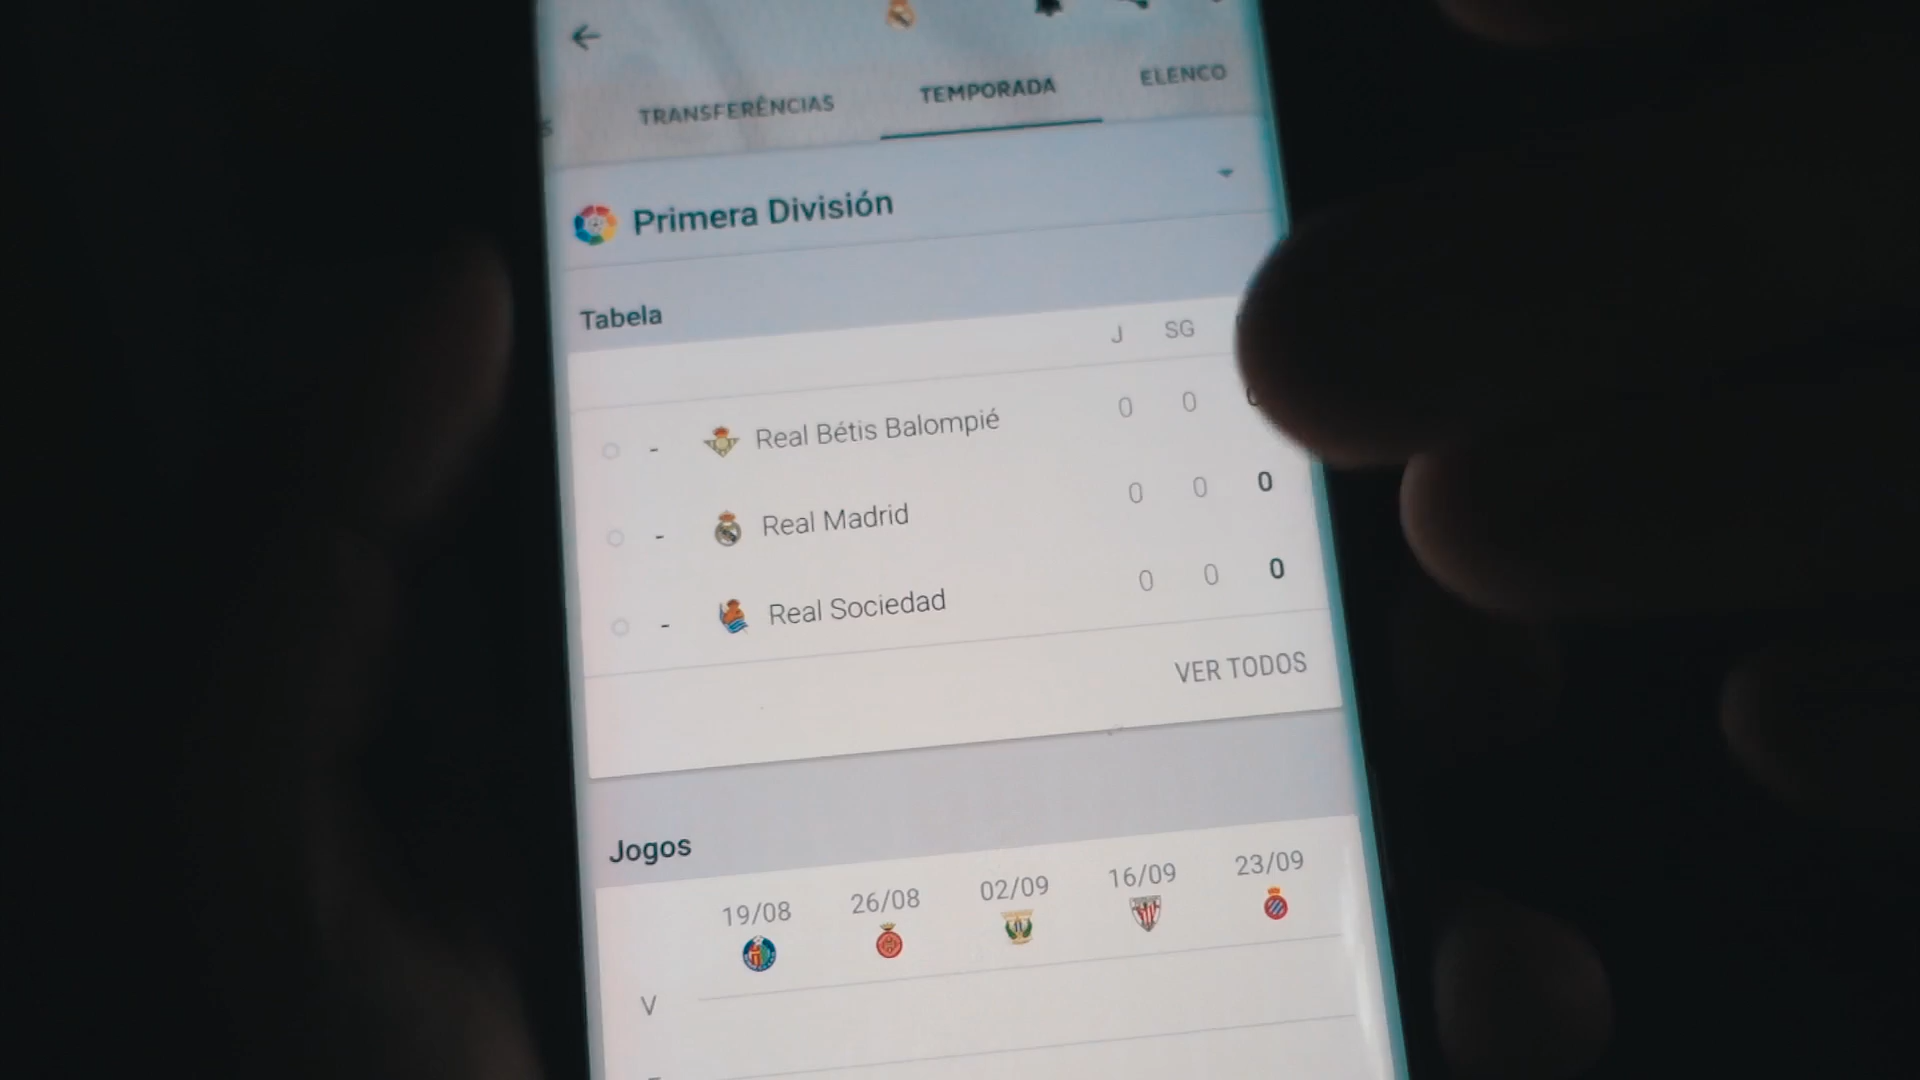 TRANSFERÊNCIAS TEMPORADA ELENCO
Primera División
Tabela
J SG
- Real Bétis Balompié 0 0
- Real Madrid 0 0 0
- Real Sociedad 0 0 0
VER TODOS
Jogos
19/08 26/08 02/09 16/09 23/09
V